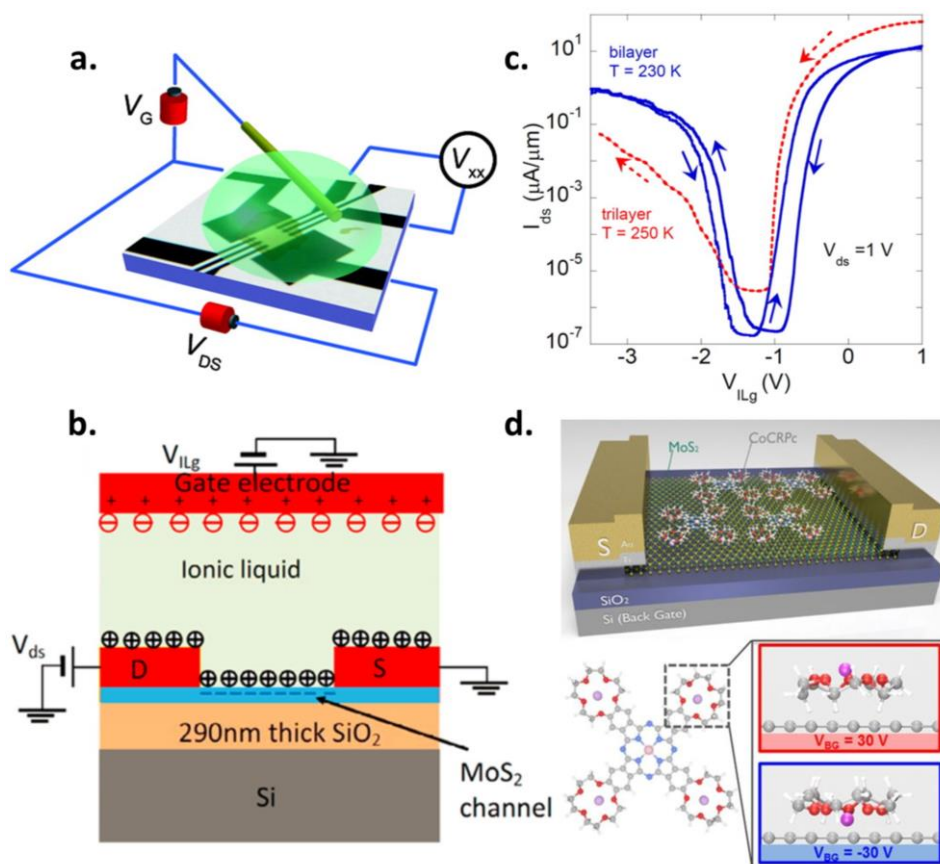 a.
V_G
V_xx
V_DS
b.
V_ILg
Gate electrode
+ + + + + + + +
Ionic liquid
V_ds
D
S
290nm thick SiO₂
MoS₂
channel
Si
c.
bilayer
T = 230 K
trilayer
T = 250 K
V_ds =1 V
I_ds (μA/μm)
10^1
10^-1
10^-3
10^-5
10^-7
-3 -2 -1 0 1
V_ILg (V)
d.
MoS₂
CoCRPc
S
Au
D
SiO₂
Si (Back Gate)
V_BG = 30 V
V_BG = -30 V